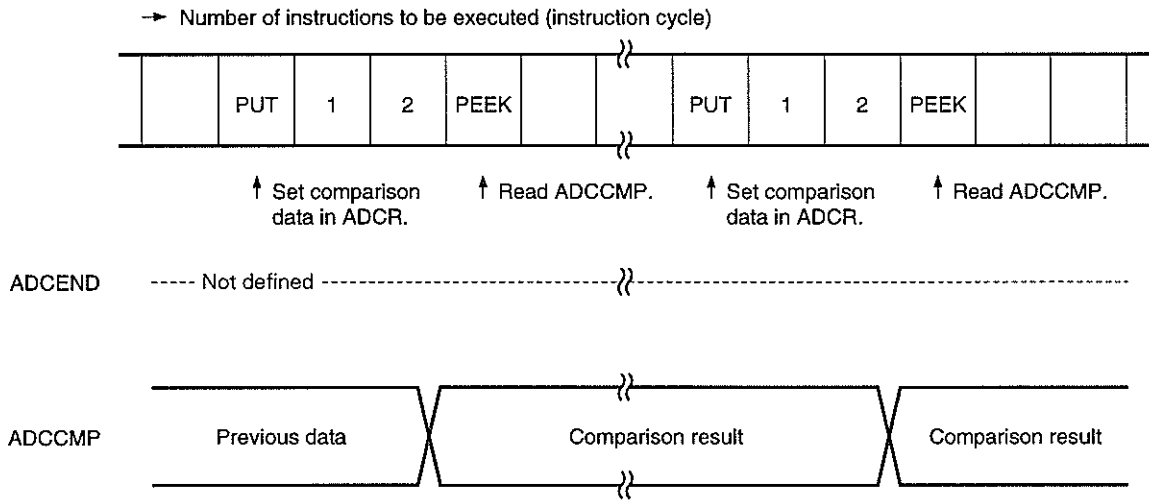 → Number of instructions to be executed (instruction cycle)
PUT 1 2 PEEK PUT 1 2 PEEK
↑ Set comparison ↑ Read ADCCMP. ↑ Set comparison ↑ Read ADCCMP.
data in ADCR. data in ADCR.
ADCEND Not defined
ADCCMP Previous data Comparison result Comparison result